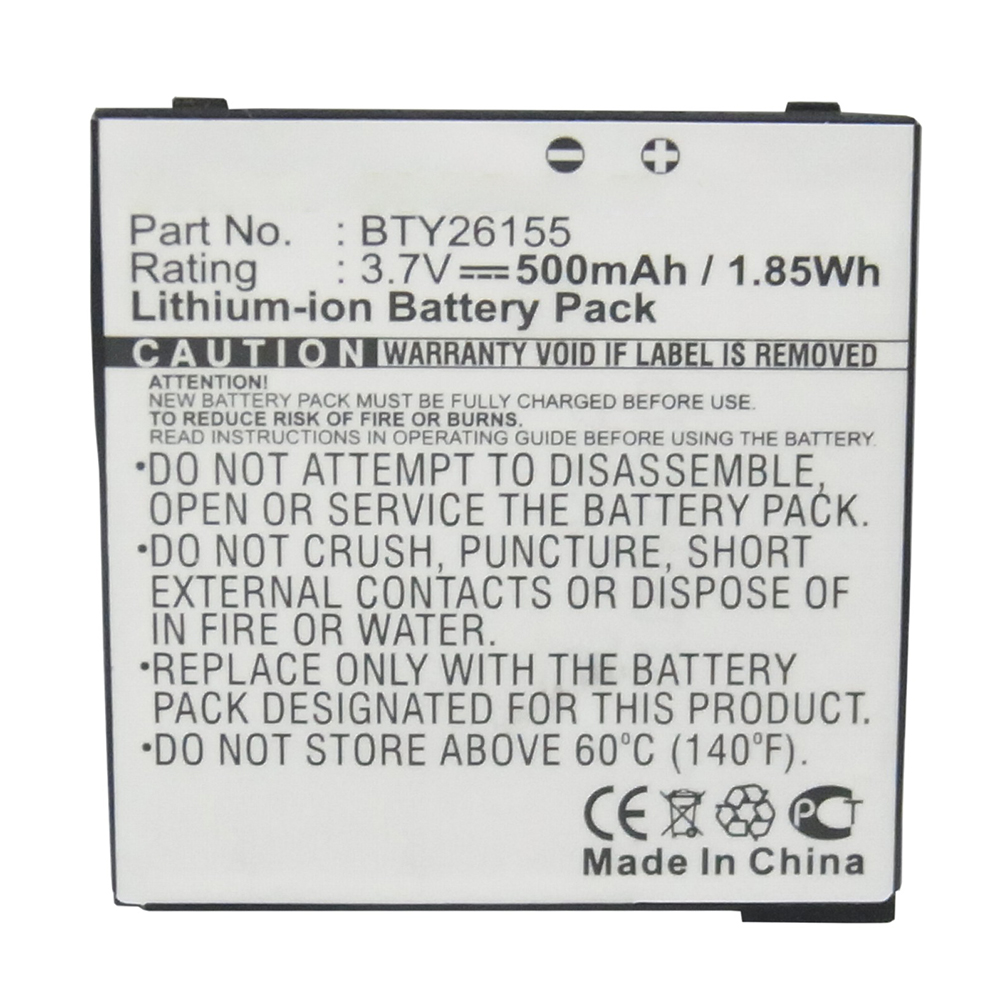 Part No. : BTY26155
Rating : 3.7V⎓500mAh / 1.85Wh
Lithium-ion Battery Pack
CAUTION WARRANTY VOID IF LABEL IS REMOVED
ATTENTION!
NEW BATTERY PACK MUST BE FULLY CHARGED BEFORE USE.
TO REDUCE RISK OF FIRE OR BURNS.
READ INSTRUCTIONS IN OPERATING GUIDE BEFORE USING THE BATTERY.
•DO NOT ATTEMPT TO DISASSEMBLE,
OPEN OR SERVICE THE BATTERY PACK.
•DO NOT CRUSH, PUNCTURE, SHORT
EXTERNAL CONTACTS OR DISPOSE OF
IN FIRE OR WATER.
•REPLACE ONLY WITH THE BATTERY
PACK DESIGNATED FOR THIS PRODUCT.
•DO NOT STORE ABOVE 60°C (140°F).
CE PCT
Made In China